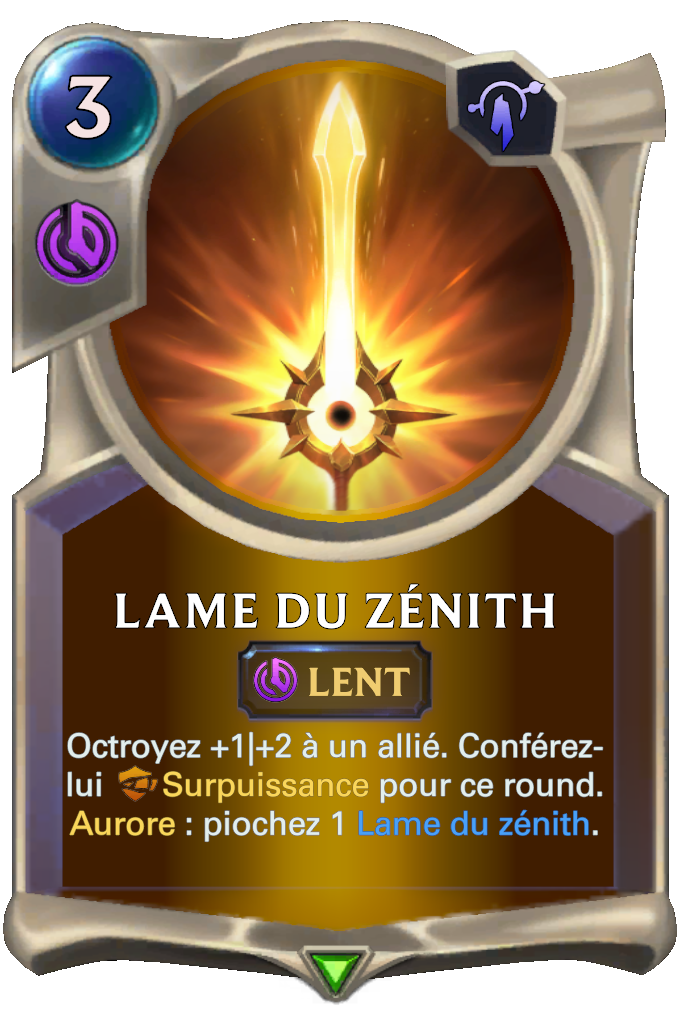 3
LAME DU ZÉNITH
LENT
Octroyez +1|+2 à un allié. Conférez-
lui Surpuissance pour ce round.
Aurore : piochez 1 Lame du zénith.